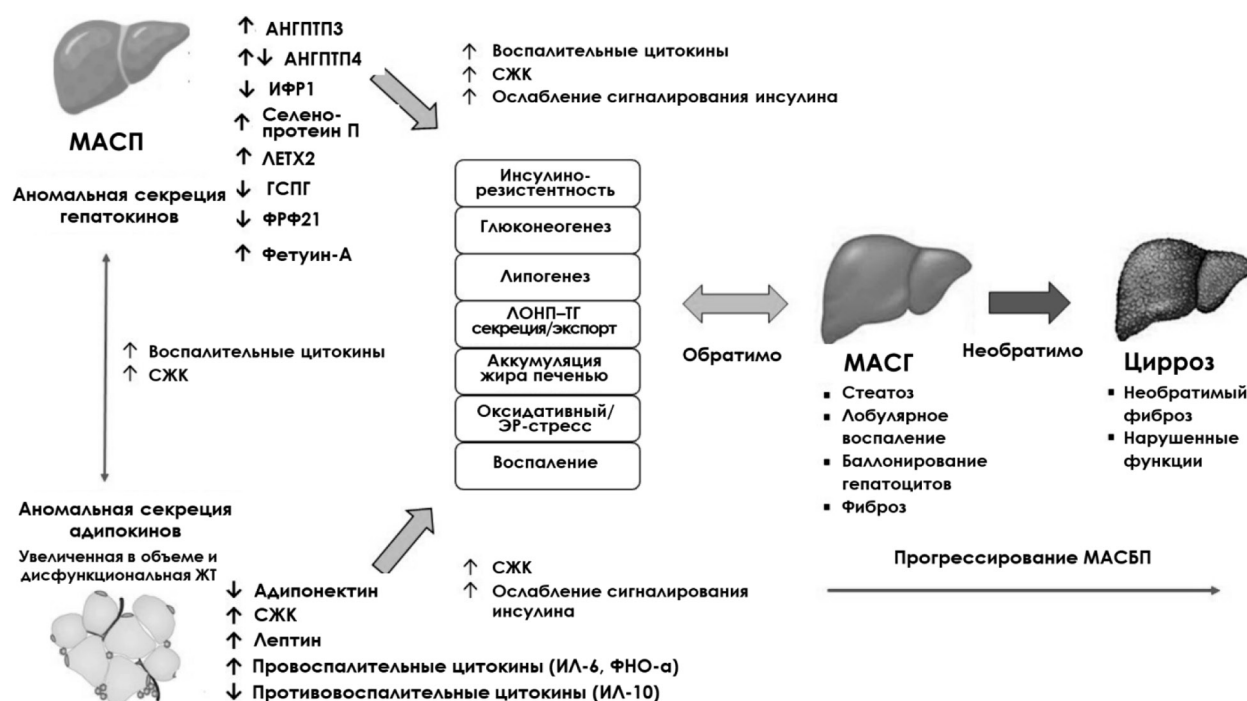 МАСП
Аномальная секреция
гепатокинов
↑ АНГПТП3
↑↓ АНГПТП4
↓ ИФР1
↑ Селено-
протеин П
↑ ЛЕТХ2
↓ ГСПГ
↓ ФРФ21
↑ Фетуин-А
↑ Воспалительные цитокины
↑ СЖК
↑ Ослабление сигналирования инсулина
↑ Воспалительные цитокины
↑ СЖК
Инсулино-
резистентность
Глюконеогенез
Липогенез
ЛОНП–ТГ
секреция/экспорт
Аккумуляция
жира печенью
Оксидативный/
ЭР-стресс
Воспаление
Обратимо
МАСГ
▪ Стеатоз
▪ Лобулярное
воспаление
▪ Баллонирование
гепатоцитов
▪ Фиброз
Необратимо
Цирроз
▪ Необратимый
фиброз
▪ Нарушенные
функции
Прогрессирование МАСБП
Аномальная секреция
адипокинов
Увеличенная в объеме и
дисфункциональная ЖТ
↓ Адипонектин
↑ СЖК
↑ Лептин
↑ Провоспалительные цитокины (ИЛ-6, ФНО-а)
↓ Противовоспалительные цитокины (ИЛ-10)
↑ СЖК
↑ Ослабление сигналирования
инсулина